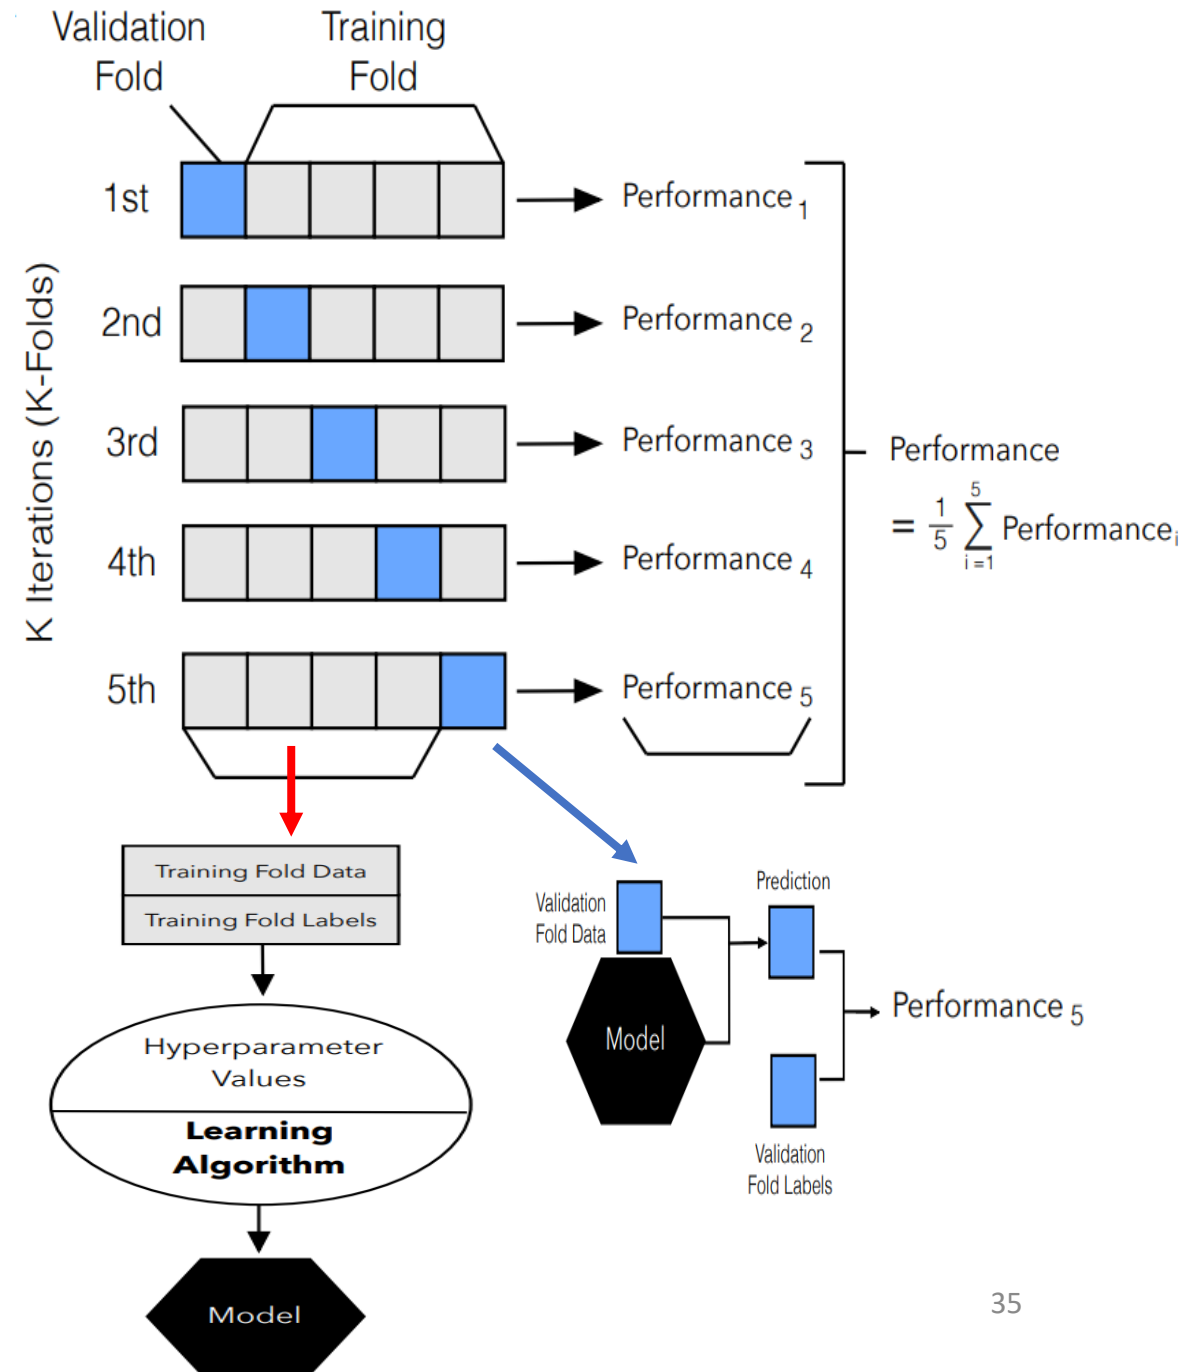 Validation
Fold
Training
Fold
K Iterations (K-Folds)
1st
Performance 1
2nd
Performance 2
3rd
Performance 3
4th
Performance 4
5th
Performance 5
Performance
= 1/5 5 ∑ i =1 Performance i
Training Fold Data
Training Fold Labels
Hyperparameter
Values
Learning
Algorithm
Model
Validation
Fold Data
Model
Prediction
Performance 5
Validation
Fold Labels
35